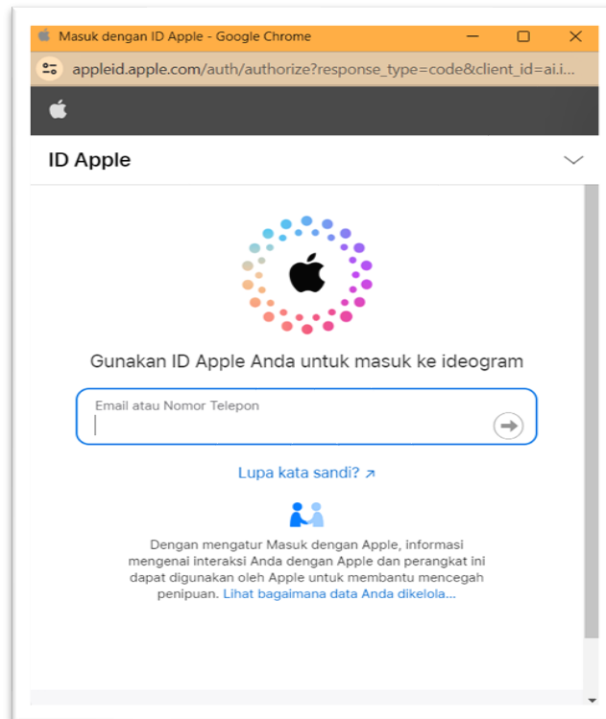 Masuk dengan ID Apple - Google Chrome
appleid.apple.com/auth/authorize?response_type=code&client_id=ai.i...
ID Apple
Gunakan ID Apple Anda untuk masuk ke ideogram
Email atau Nomor Telepon
Lupa kata sandi? ↗
Dengan mengatur Masuk dengan Apple, informasi
mengenai interaksi Anda dengan Apple dan perangkat ini
dapat digunakan oleh Apple untuk membantu mencegah
penipuan. Lihat bagaimana data Anda dikelola...